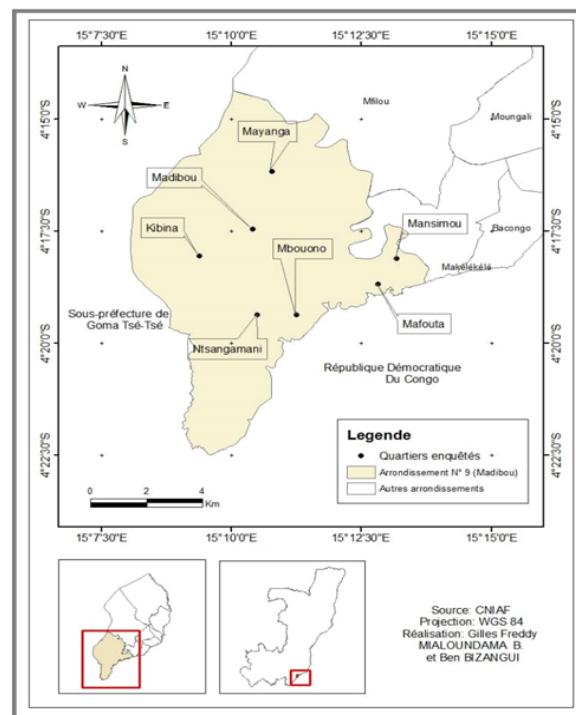 15°7'30"E 15°10'0"E 15°12'30"E 15°15'0"E
N
W E
S
4°15'0"S
4°15'0"S
Mfilou
Moungali
Mayanga
Madibou
Mansimou
Kibina
4°17'30"S
4°17'30"S
Mbouono
Bacongo
Makélékélé
Sous-préfecture de
Goma Tsé-Tsé
Mafouta
Ntsangamani
4°20'0"S
4°20'0"S
République Démocratique
Du Congo
Legende
Quartiers enquêtés
Arrondissement N° 9 (Madibou)
Autres arrondissements
4°22'30"S
4°22'30"S
0 2 4
Km
15°7'30"E 15°10'0"E 15°12'30"E 15°15'0"E
Source: CNIAF
Projection: WGS 84
Réalisation: Gilles Freddy
MIALOUNDAMA B.
et Ben BIZANGUI